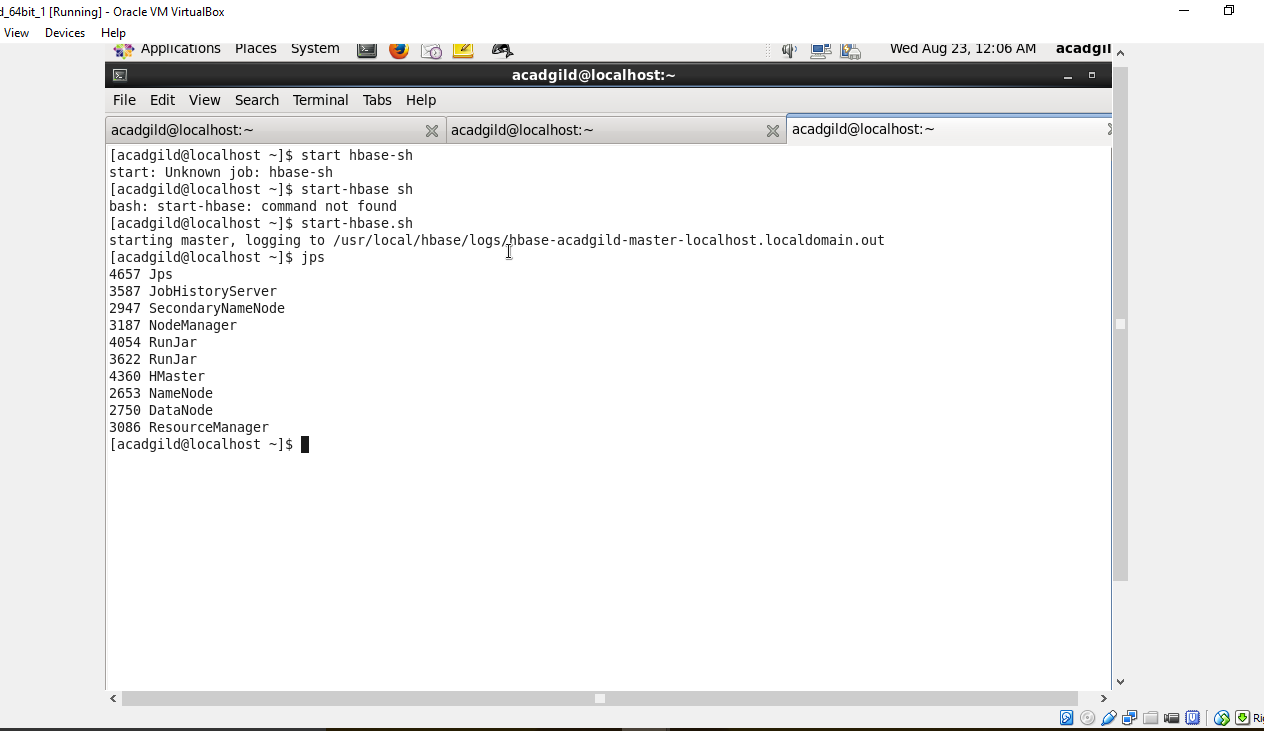 d_64bit_1 [Running] - Oracle VM VirtualBox
View Devices Help
Applications Places System Wed Aug 23, 12:06 AM acadgil
acadgild@localhost:~
File Edit View Search Terminal Tabs Help
acadgild@localhost:~ acadgild@localhost:~ acadgild@localhost:~
[acadgild@localhost ~]$ start hbase-sh
start: Unknown job: hbase-sh
[acadgild@localhost ~]$ start-hbase sh
bash: start-hbase: command not found
[acadgild@localhost ~]$ start-hbase.sh
starting master, logging to /usr/local/hbase/logs/hbase-acadgild-master-localhost.localdomain.out
[acadgild@localhost ~]$ jps
4657 Jps
3587 JobHistoryServer
2947 SecondaryNameNode
3187 NodeManager
4054 RunJar
3622 RunJar
4360 HMaster
2653 NameNode
2750 DataNode
3086 ResourceManager
[acadgild@localhost ~]$
Ri